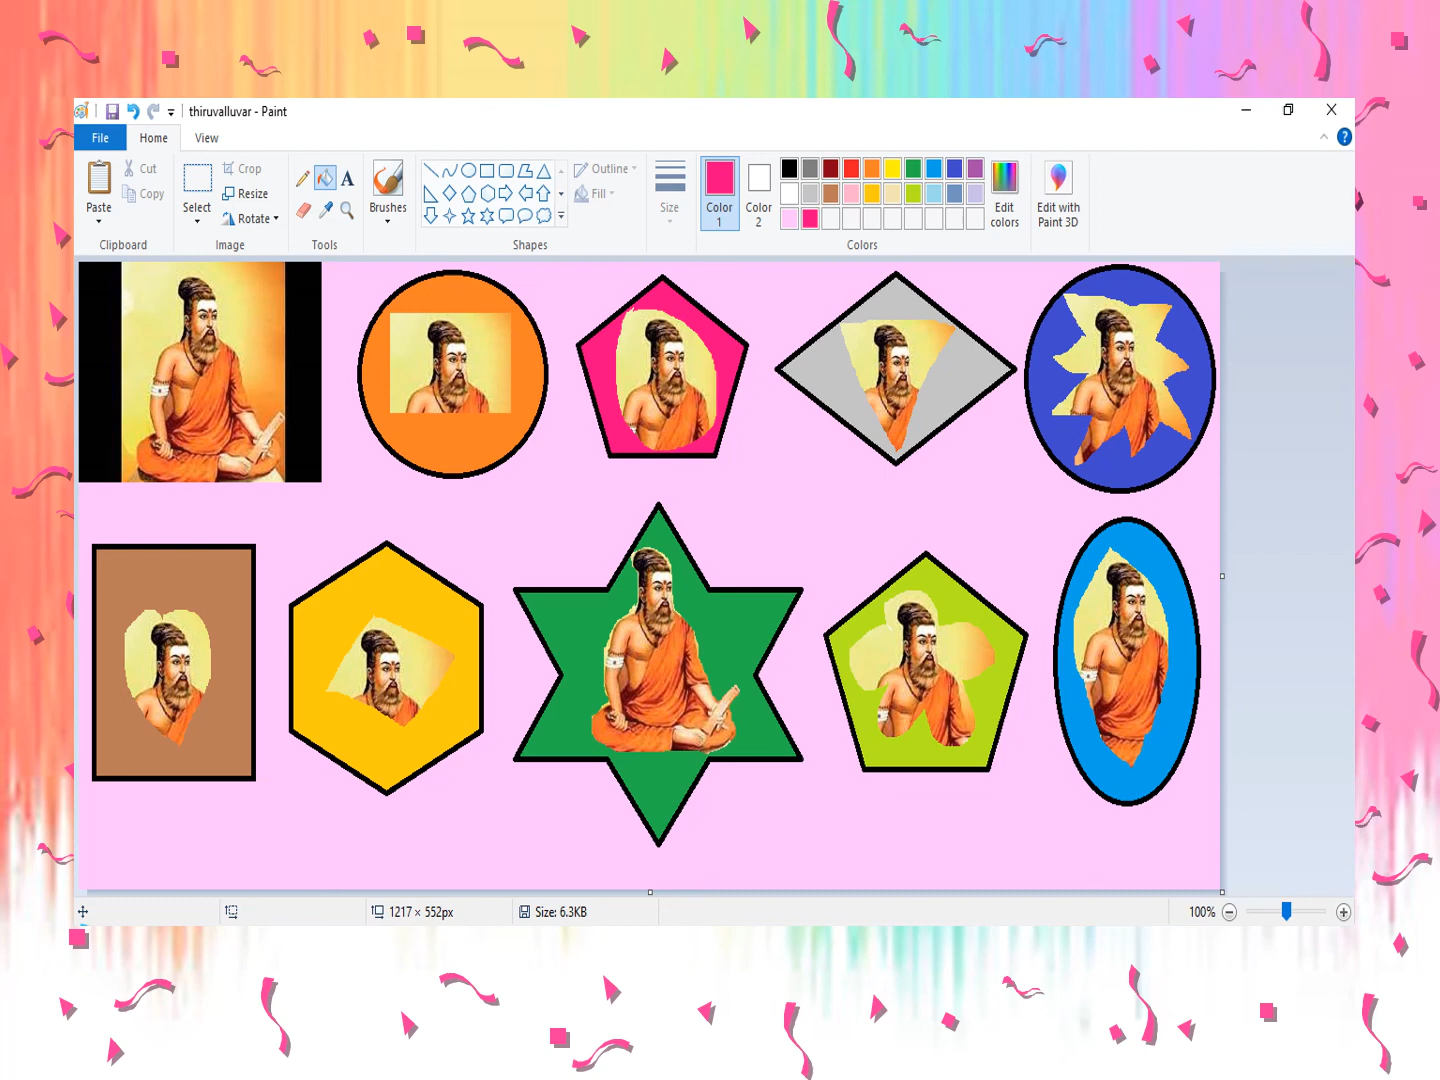 thiruvalluvar - Paint
File Home View
Paste Cut Copy
Clipboard
Select Crop Resize Rotate
Image
A
Tools
Brushes
Outline Fill
Shapes
Size
Color 1
Color 2
Edit colors
Colors
Edit with Paint 3D
?
1217 × 552px
Size: 6.3KB
100%